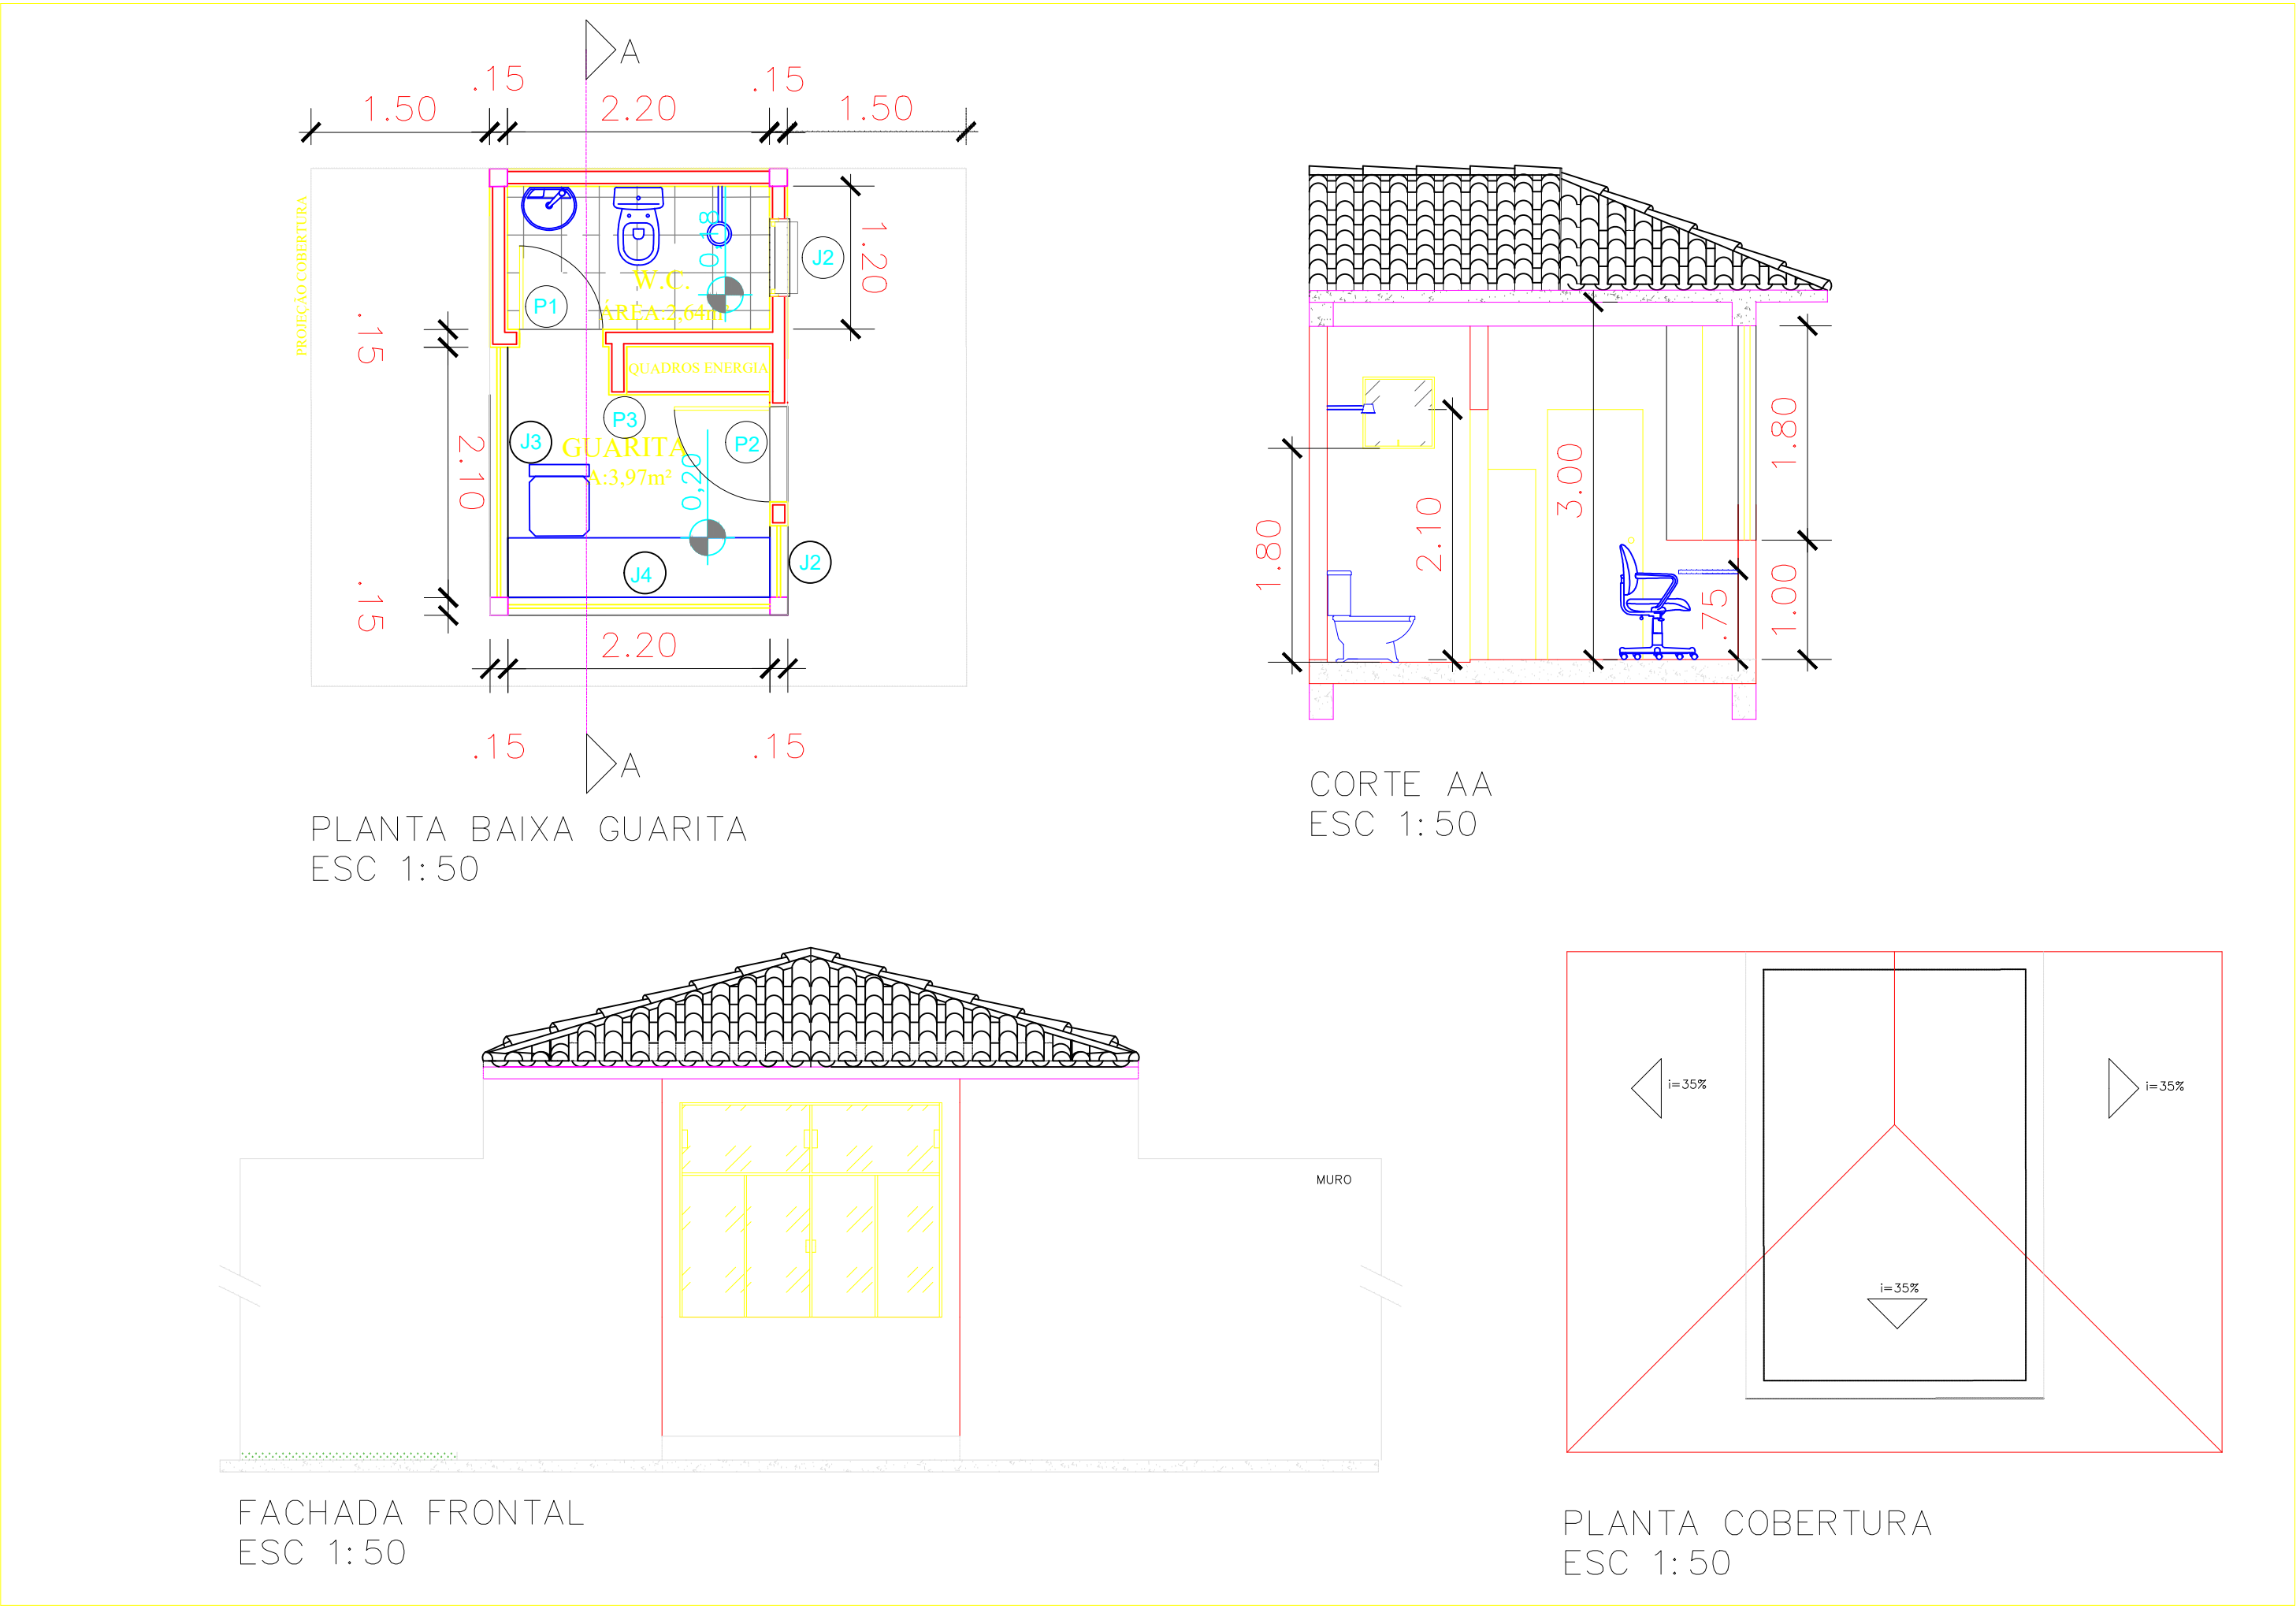 A
.15
.15
1.50
2.20
1.50
PROJEÇÃO COBERTURA
0,18
1.20
J2
W.C.
P1
ÁREA:2,64m²
.15
QUADROS ENERGIA
P3
J3
P2
GUARITA
2.10
A:3,97m²
0,20
J4
J2
.15
2.20
.15
.15
A
PLANTA BAIXA GUARITA
ESC 1:50
1.80
2.10
3.00
1.80
.75
1.00
CORTE AA
ESC 1:50
MURO
FACHADA FRONTAL
ESC 1:50
i=35%
i=35%
i=35%
PLANTA COBERTURA
ESC 1:50